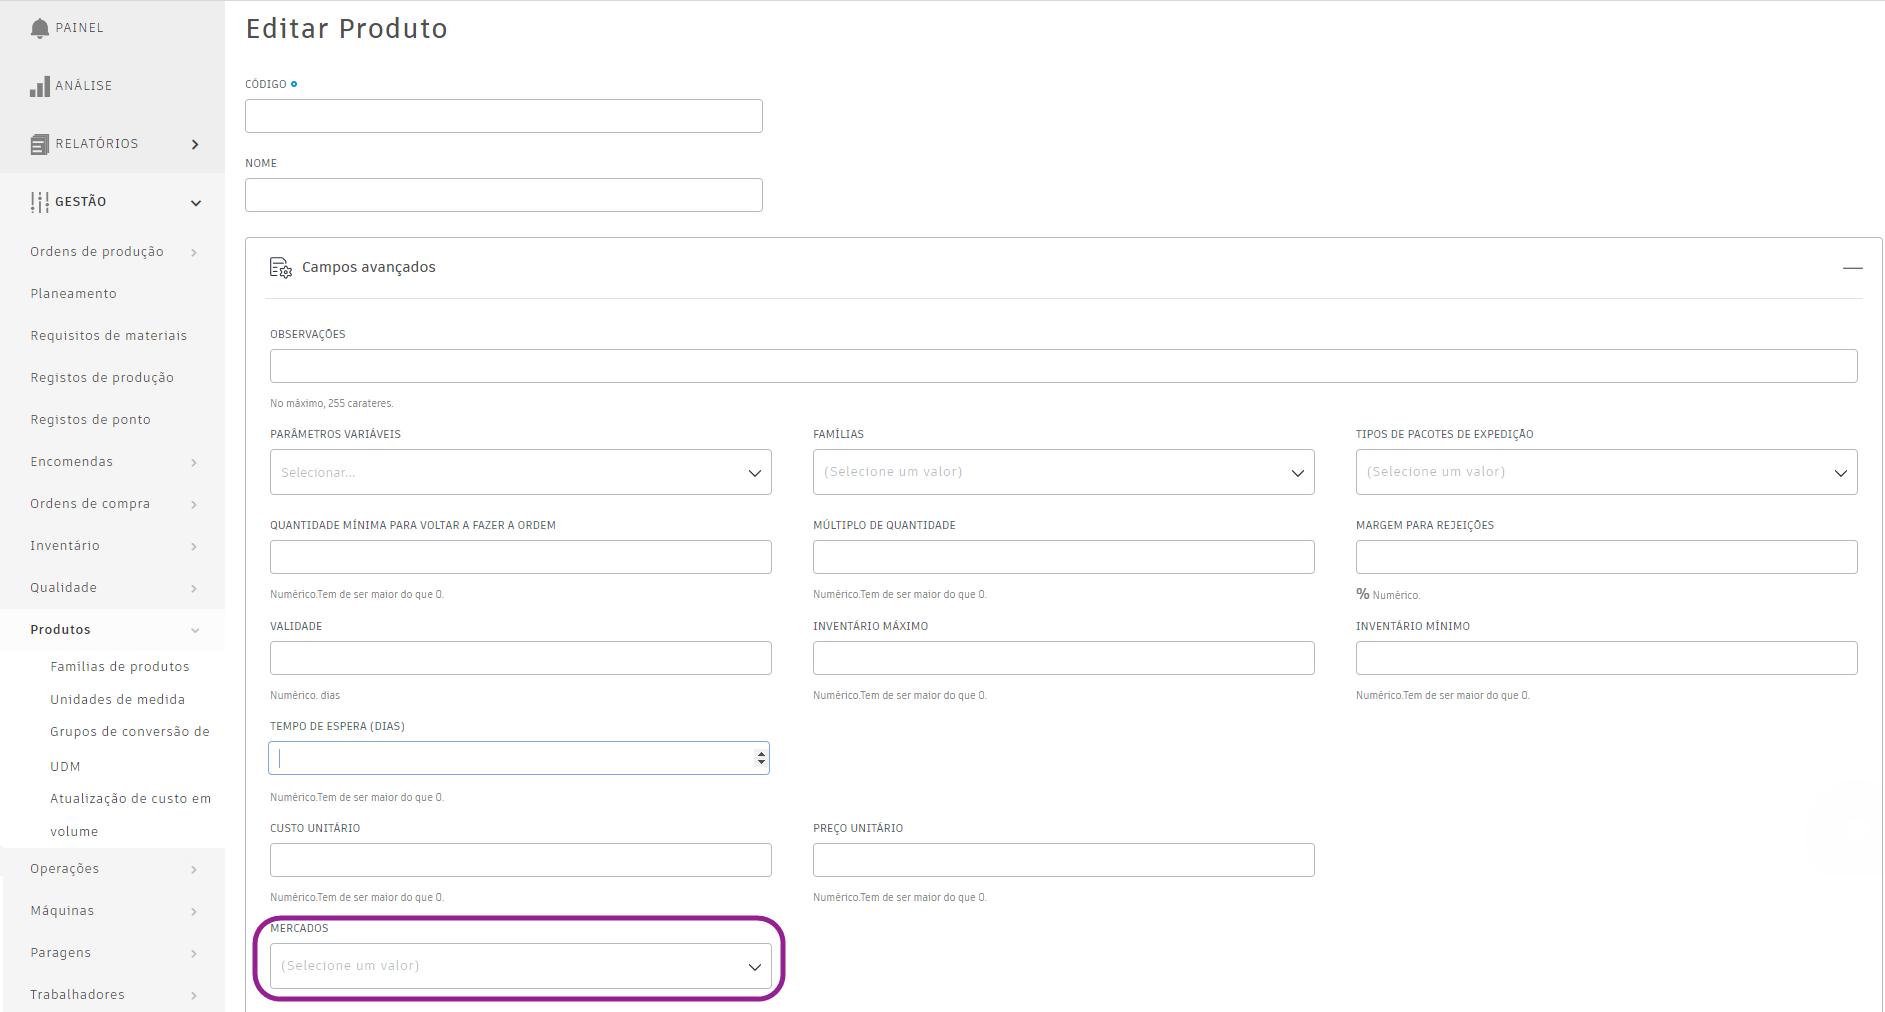 PAINEL
ANÁLISE
RELATÓRIOS
GESTÃO
Ordens de produção
Planeamento
Requisitos de materiais
Registos de produção
Registos de ponto
Encomendas
Ordens de compra
Inventário
Qualidade
Produtos
Famílias de produtos
Unidades de medida
Grupos de conversão de
UDM
Atualização de custo em
volume
Operações
Máquinas
Paragens
Trabalhadores
Editar Produto
CÓDIGO
NOME
Campos avançados
OBSERVAÇÕES
No máximo, 255 carateres.
PARÂMETROS VARIÁVEIS
Selecionar...
FAMÍLIAS
(Selecione um valor)
TIPOS DE PACOTES DE EXPEDIÇÃO
(Selecione um valor)
QUANTIDADE MÍNIMA PARA VOLTAR A FAZER A ORDEM
Numérico.Tem de ser maior do que 0.
MÚLTIPLO DE QUANTIDADE
Numérico.Tem de ser maior do que 0.
MARGEM PARA REJEIÇÕES
% Numérico.
VALIDADE
Numérico. dias
INVENTÁRIO MÁXIMO
Numérico.Tem de ser maior do que 0.
INVENTÁRIO MÍNIMO
Numérico.Tem de ser maior do que 0.
TEMPO DE ESPERA (DIAS)
Numérico.Tem de ser maior do que 0.
CUSTO UNITÁRIO
Numérico.Tem de ser maior do que 0.
PREÇO UNITÁRIO
Numérico.Tem de ser maior do que 0.
MERCADOS
(Selecione um valor)